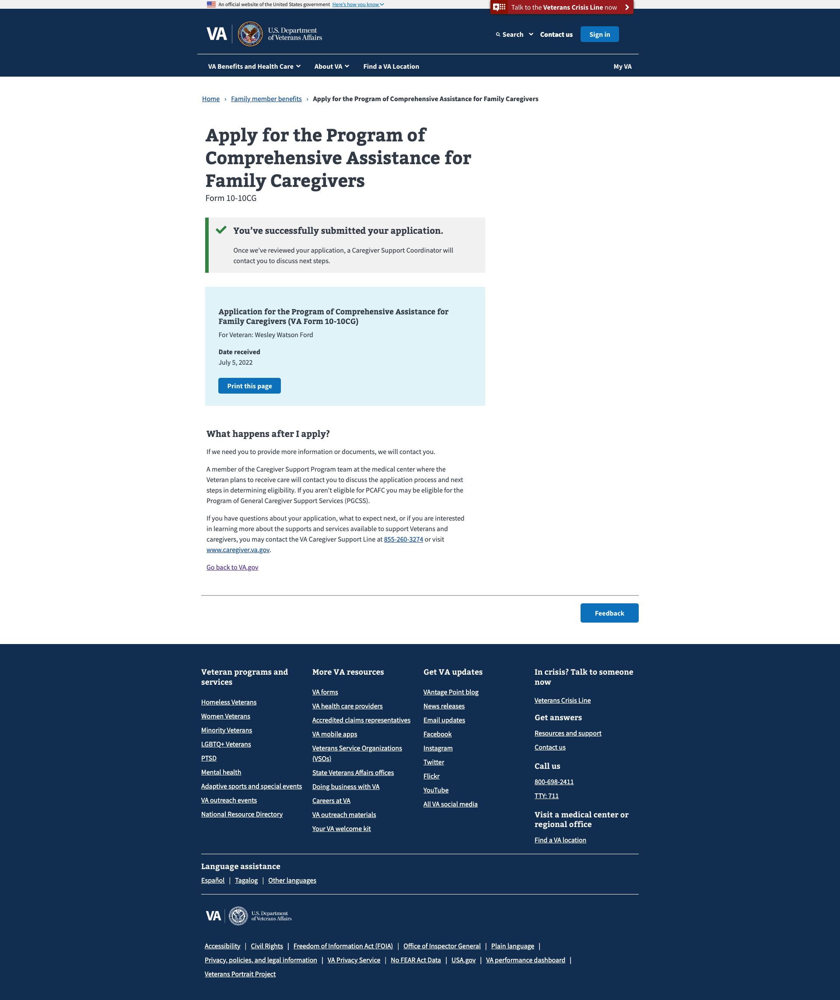 An official website of the United States government Here's how you know
Talk to the Veterans Crisis Line now
VA
U.S. Department
of Veterans Affairs
Search
Contact us
Sign in
VA Benefits and Health Care
About VA
Find a VA Location
My VA
Home › Family member benefits › Apply for the Program of Comprehensive Assistance for Family Caregivers
Apply for the Program of
Comprehensive Assistance for
Family Caregivers
Form 10-10CG
You've successfully submitted your application.
Once we've reviewed your application, a Caregiver Support Coordinator will
contact you to discuss next steps.
Application for the Program of Comprehensive Assistance for
Family Caregivers (VA Form 10-10CG)
For Veteran: Wesley Watson Ford
Date received
July 5, 2022
Print this page
What happens after I apply?
If we need you to provide more information or documents, we will contact you.
A member of the Caregiver Support Program team at the medical center where the
Veteran plans to receive care will contact you to discuss the application process and next
steps in determining eligibility. If you aren't eligible for PCAFC you may be eligible for the
Program of General Caregiver Support Services (PGCSS).
If you have questions about your application, what to expect next, or if you are interested
in learning more about the supports and services available to support Veterans and
caregivers, you may contact the VA Caregiver Support Line at 855-260-3274 or visit
www.caregiver.va.gov.
Go back to VA.gov
Feedback
Veteran programs and
services
Homeless Veterans
Women Veterans
Minority Veterans
LGBTQ+ Veterans
PTSD
Mental health
Adaptive sports and special events
VA outreach events
National Resource Directory
More VA resources
VA forms
VA health care providers
Accredited claims representatives
VA mobile apps
Veterans Service Organizations
(VSOs)
State Veterans Affairs offices
Doing business with VA
Careers at VA
VA outreach materials
Your VA welcome kit
Get VA updates
VAntage Point blog
News releases
Email updates
Facebook
Instagram
Twitter
Flickr
YouTube
All VA social media
In crisis? Talk to someone
now
Veterans Crisis Line
Get answers
Resources and support
Contact us
Call us
800-698-2411
TTY: 711
Visit a medical center or
regional office
Find a VA location
Language assistance
Español | Tagalog | Other languages
VA
U.S. Department
of Veterans Affairs
Accessibility | Civil Rights | Freedom of Information Act (FOIA) | Office of Inspector General | Plain language |
Privacy, policies, and legal information | VA Privacy Service | No FEAR Act Data | USA.gov | VA performance dashboard |
Veterans Portrait Project